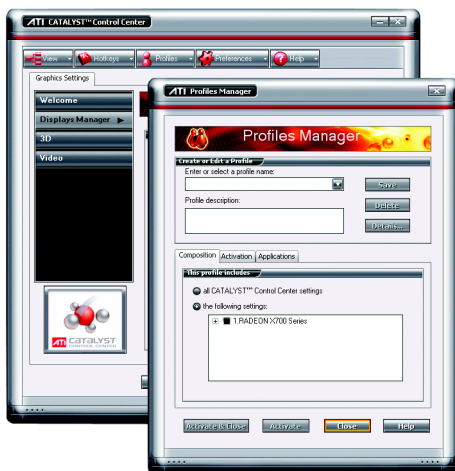 ATI CATALYST™ Control Center
View
Hotkeys
Profiles
Preferences
Help
Graphics Settings
Welcome
Displays Manager
3D
Video
ATI CATALYST
CONTROL CENTER
ATI Profiles Manager
Profiles Manager
Create or Edit a Profile
Enter or select a profile name:
Save
Profile description:
Delete
Details...
Composition
Activation
Applications
This profile includes
all CATALYST™ Control Center settings
the following settings:
1.RADEON X700 Series
Activate & Close
Activate
Close
Help